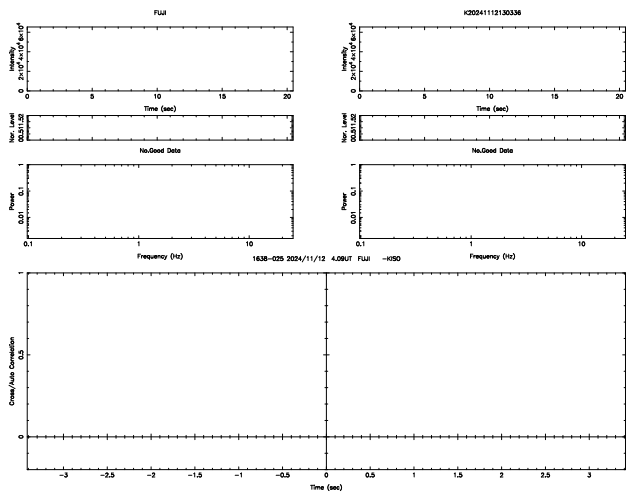 FUJI
K20241112130336
Intensity
0 2×10⁴ 4×10⁴ 6×10⁴
0 5 10 15 20
Time (sec)
Intensity
0 2×10⁴ 4×10⁴ 6×10⁴
0 5 10 15 20
Time (sec)
Nor. Level
00.511.52
Nor. Level
00.511.52
No.Good Data
No.Good Data
Power
0.01 0.1 1
0.1 1 10
Frequency (Hz)
Power
0.01 0.1 1
0.1 1 10
Frequency (Hz)
1638-025 2024/11/12 4.09UT FUJI -KISO
Cross/Auto Correlation
0 0.5 1
-3 -2.5 -2 -1.5 -1 -0.5 0 0.5 1 1.5 2 2.5 3
Time (sec)